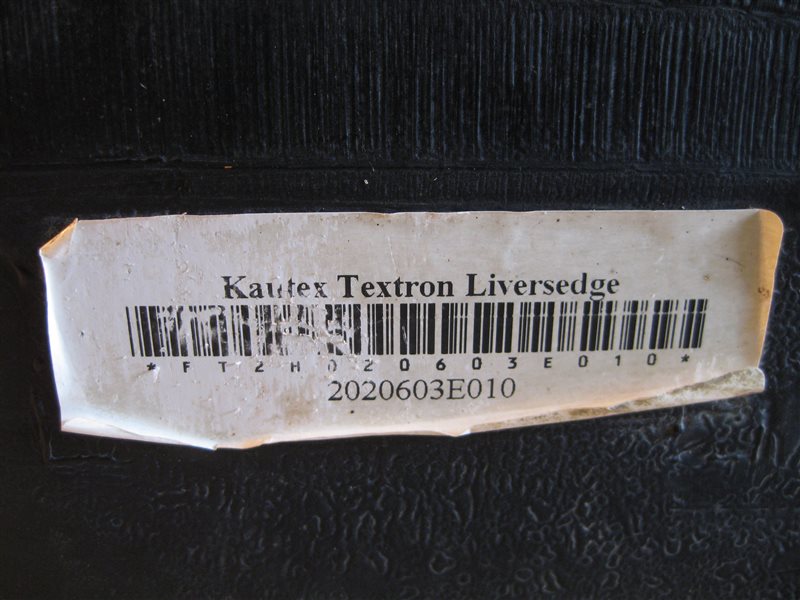 Kautex Textron Liversedge
*FT2H020603E010*
2020603E010